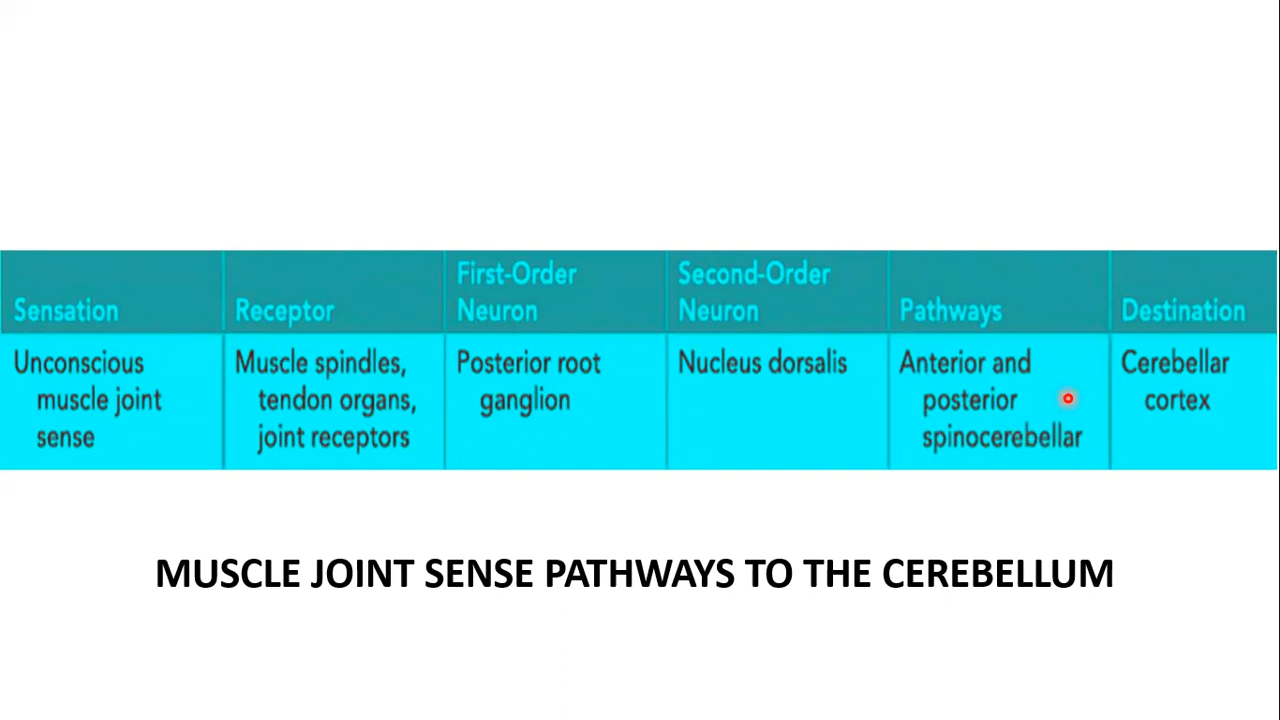 Sensation
Receptor
First-Order
Neuron
Second-Order
Neuron
Pathways
Destination
Unconscious
muscle joint
sense
Muscle spindles,
tendon organs,
joint receptors
Posterior root
ganglion
Nucleus dorsalis
Anterior and
posterior
spinocerebellar
Cerebellar
cortex
MUSCLE JOINT SENSE PATHWAYS TO THE CEREBELLUM